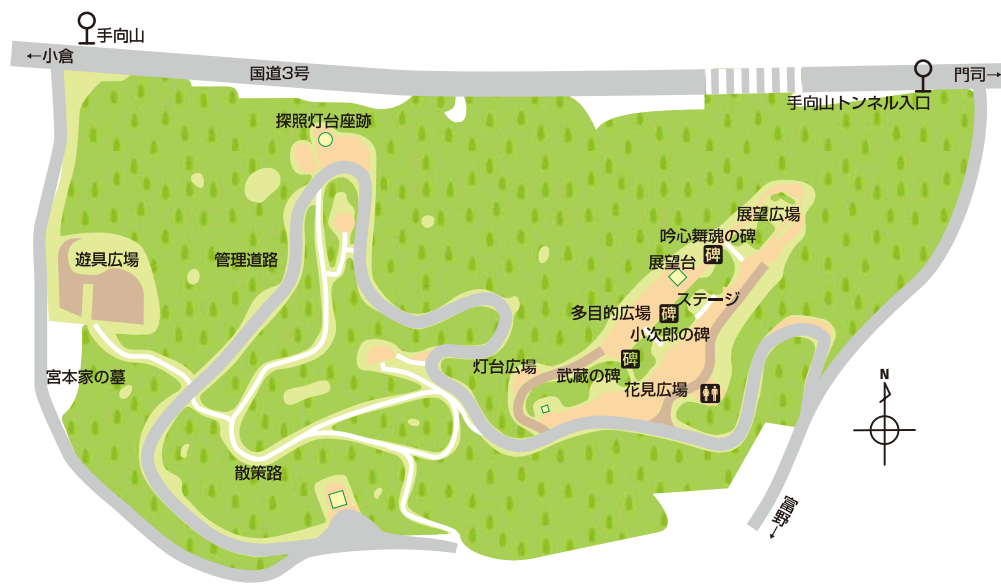 手向山
←小倉
国道3号
門司→
手向山トンネル入口
探照灯台座跡
展望広場
吟心舞魂の碑
碑
遊具広場
管理道路
展望台
ステージ
多目的広場
碑
小次郎の碑
碑
灯台広場
武蔵の碑
宮本家の墓
花見広場
N
散策路
富野→